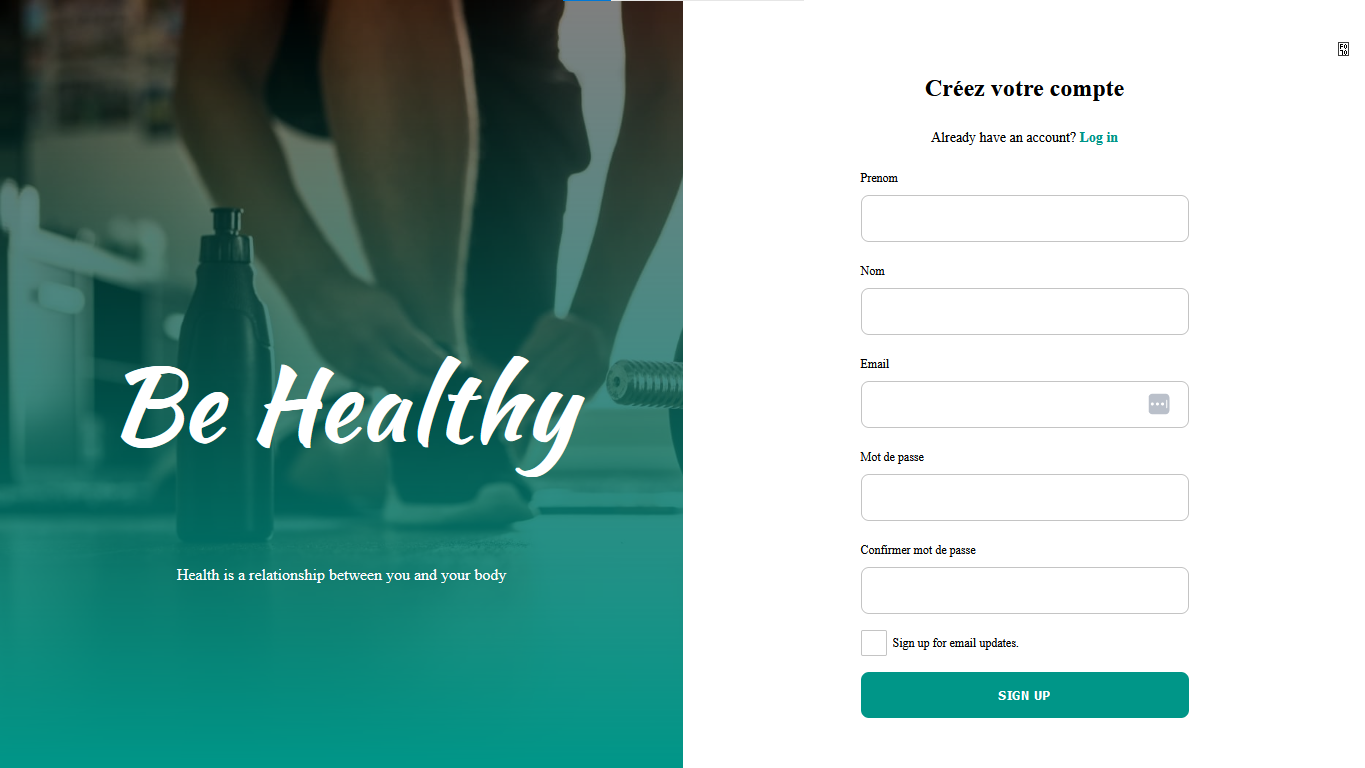 Be Healthy
Health is a relationship between you and your body
Créez votre compte
Already have an account? Log in
Prenom
Nom
Email
Mot de passe
Confirmer mot de passe
Sign up for email updates.
SIGN UP